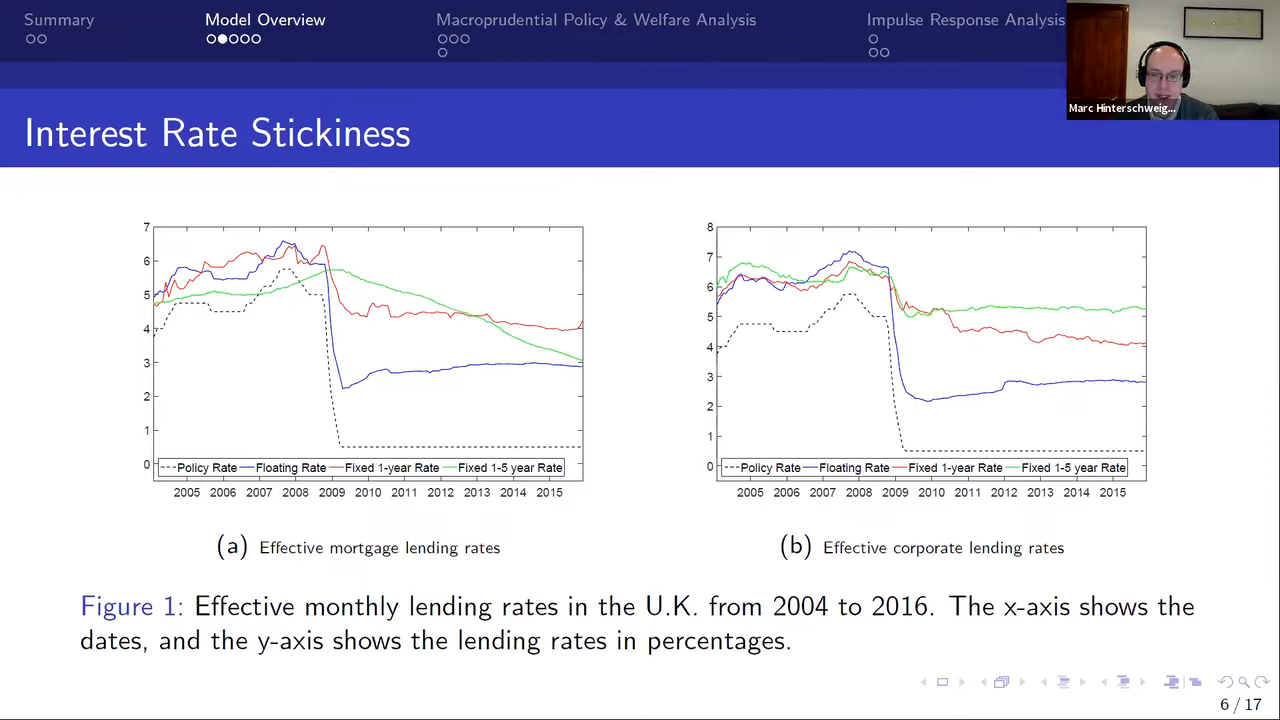 Summary
Model Overview
Macroprudential Policy & Welfare Analysis
Impulse Response Analysis
Marc Hinterschweig...
Interest Rate Stickiness
7
6
5
4
3
2
1
0
Policy Rate Floating Rate Fixed 1-year Rate Fixed 1-5 year Rate
2005 2006 2007 2008 2009 2010 2011 2012 2013 2014 2015
(a) Effective mortgage lending rates
8
7
6
5
4
3
2
1
0
Policy Rate Floating Rate Fixed 1-year Rate Fixed 1-5 year Rate
2005 2006 2007 2008 2009 2010 2011 2012 2013 2014 2015
(b) Effective corporate lending rates
Figure 1: Effective monthly lending rates in the U.K. from 2004 to 2016. The x-axis shows the
dates, and the y-axis shows the lending rates in percentages.
6 / 17